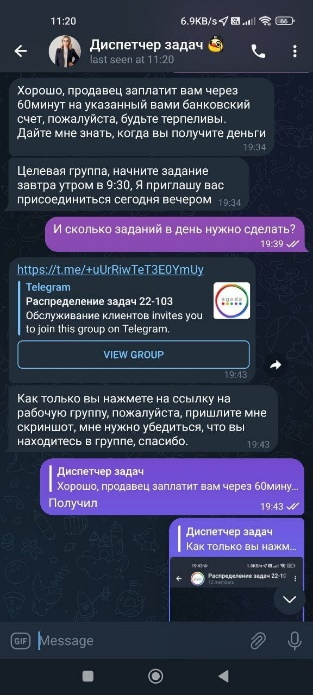 11:20
6.9KB/s
66
Диспетчер задач
last seen at 11:20
Хорошо, продавец заплатит вам через
60минут на указанный вами банковский
счет, пожалуйста, будьте терпеливы.
Дайте мне знать, когда вы получите деньги
19:34
Целевая группа, начните задание
завтра утром в 9:30, Я приглашу вас
присоединиться сегодня вечером 19:34
И сколько заданий в день нужно сделать?
19:39
https://t.me/+uUrRiwTeT3E0YmUy
Telegram
Распределение задач 22-103
Обслуживание клиентов invites you
to join this group on Telegram.
agoda
VIEW GROUP
19:43
Как только вы нажмете на ссылку на
рабочую группу, пожалуйста, пришлите мне
скриншот, мне нужно убедиться, что вы
находитесь в группе, спасибо.
19:43
Диспетчер задач
Хорошо, продавец заплатит вам через 60мину...
Получил
19:43
Диспетчер задач
Как только вы нажм...
Распределение задач 22-10
GIF
Message